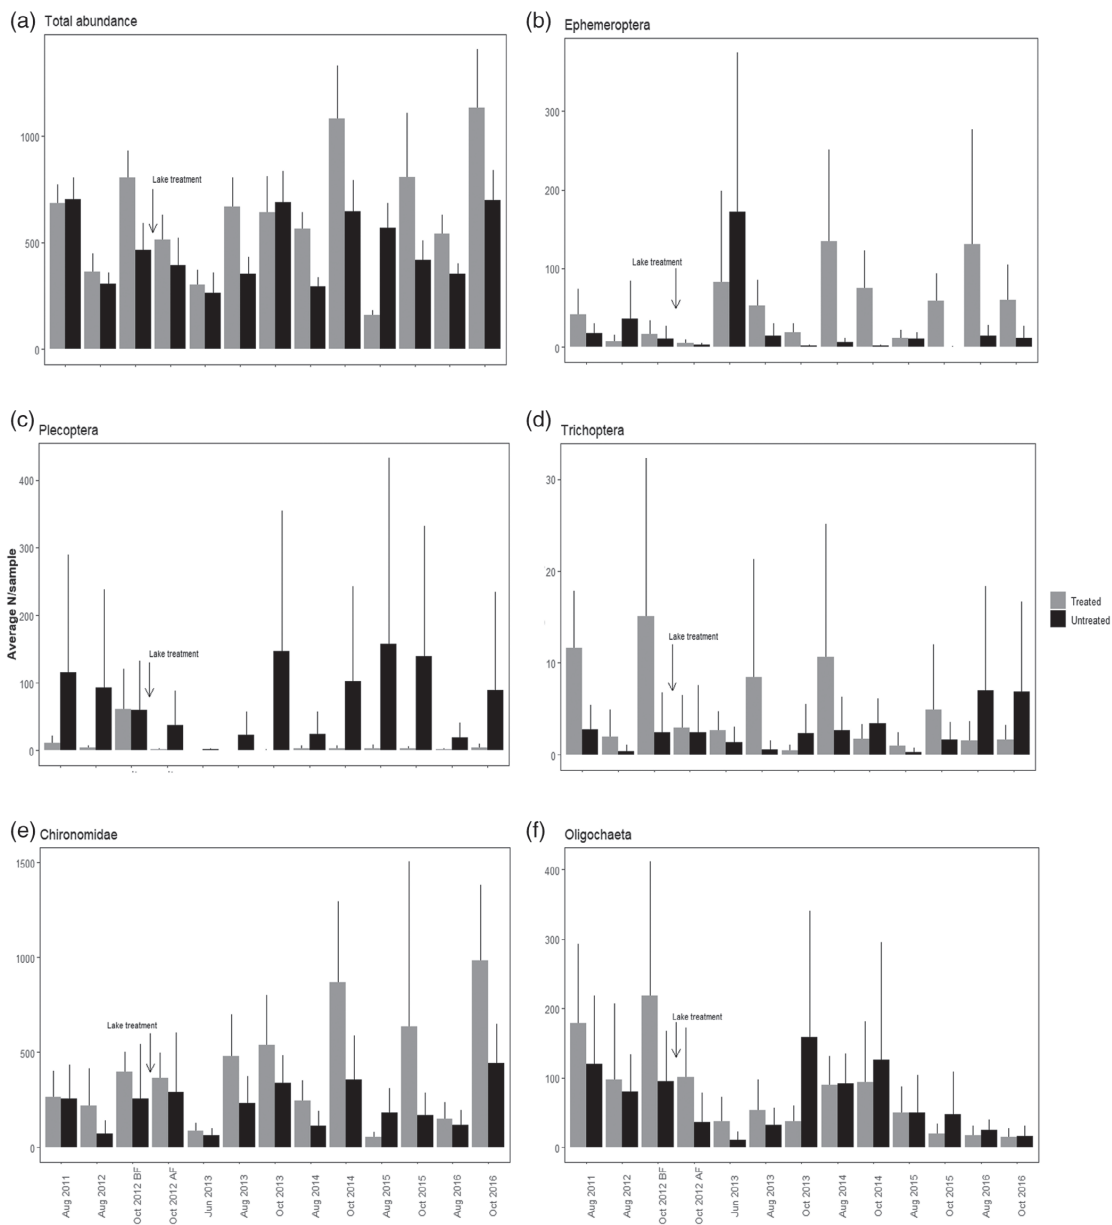 (a) Total abundance
1000
500
0
Lake treatment
(b) Ephemeroptera
300
200
100
0
Lake treatment
(c) Plecoptera
400
300
200
100
0
Lake treatment
Average N/sample
(d) Trichoptera
30
20
10
0
Lake treatment
Treated
Untreated
(e) Chironomidae
1500
1000
500
0
Lake treatment
Aug 2011
Aug 2012
Oct 2012 BF
Oct 2012 AF
Jun 2013
Aug 2013
Oct 2013
Aug 2014
Oct 2014
Aug 2015
Oct 2015
Aug 2016
Oct 2016
(f) Oligochaeta
400
300
200
100
0
Lake treatment
Aug 2011
Aug 2012
Oct 2012 BF
Oct 2012 AF
Jun 2013
Aug 2013
Oct 2013
Aug 2014
Oct 2014
Aug 2015
Oct 2015
Aug 2016
Oct 2016